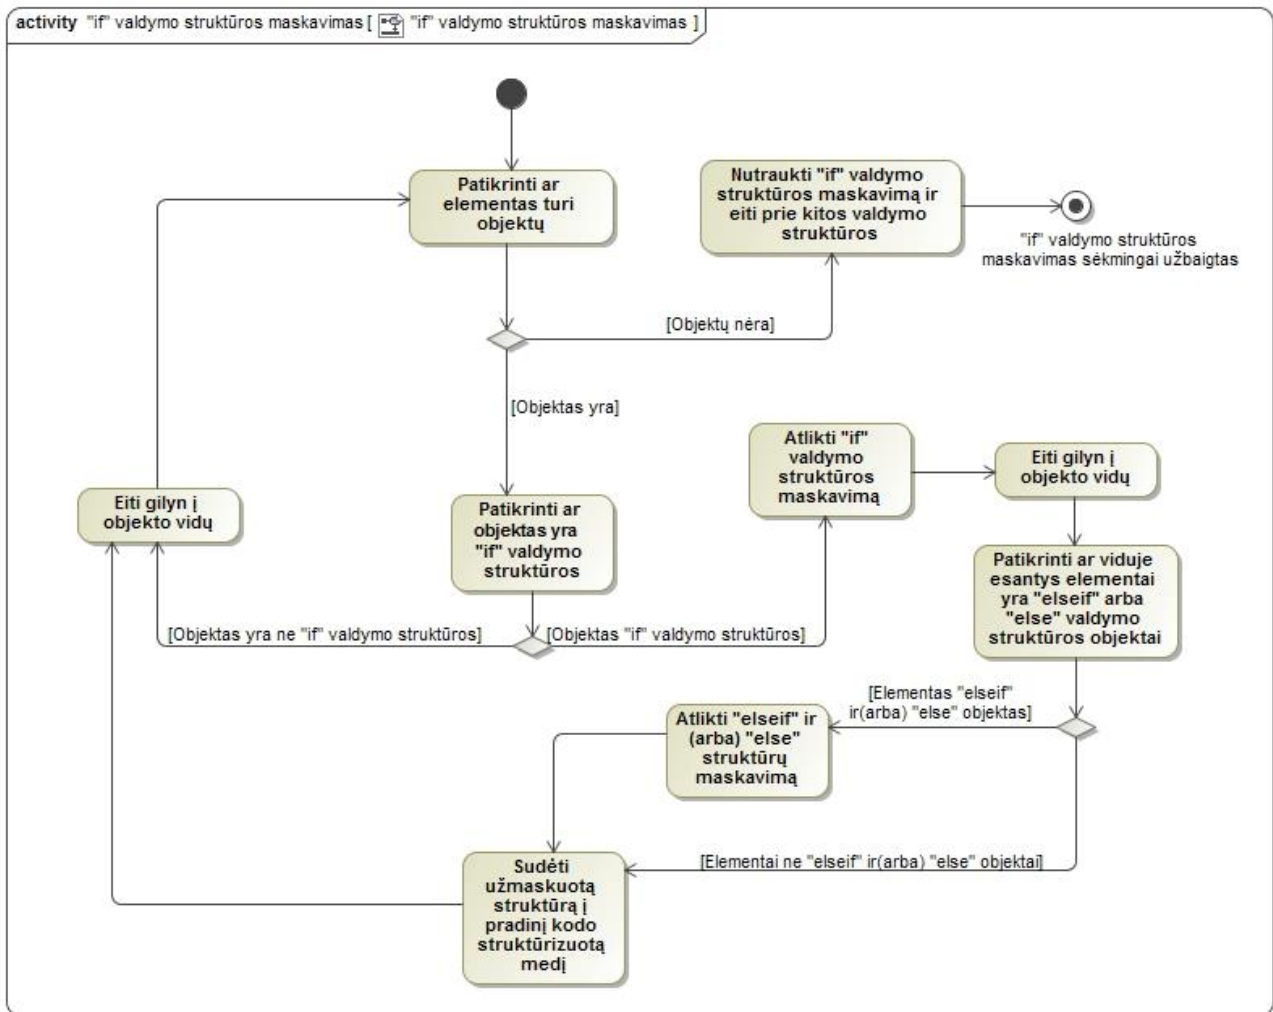 activity "if" valdymo struktūros maskavimas [ "if" valdymo struktūros maskavimas ]
Patikrinti ar
elementas turi
objektų
Nutraukti "if" valdymo
struktūros maskavimą ir
eiti prie kitos valdymo
struktūros
"if" valdymo struktūros
maskavimas sėkmingai užbaigtas
[Objektų nėra]
[Objektas yra]
Atlikti "if"
valdymo
struktūros
maskavimą
Eiti gilyn į
objekto vidų
Eiti gilyn į
objekto vidų
Patikrinti ar
objektas yra
"if" valdymo
struktūros
Patikrinti ar viduje
esantys elementai
yra "elseif" arba
"else" valdymo
struktūros objektai
[Objektas yra ne "if" valdymo struktūros]
[Objektas "if" valdymo struktūros]
[Elementas "elseif"
ir(arba) "else" objektas]
Atlikti "elseif" ir
(arba) "else"
struktūrų
maskavimą
[Elementai ne "elseif" ir(arba) "else" objektai]
Sudėti
užmaskuotą
struktūrą į
pradinį kodo
struktūrizuotą
medį